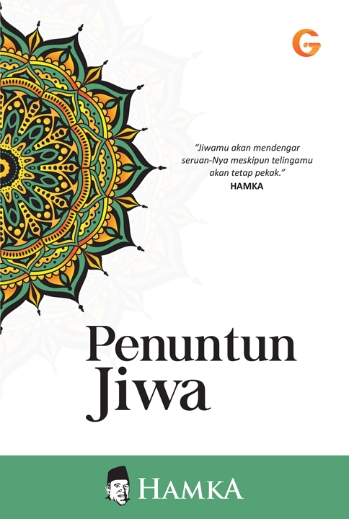 "Jiwamu akan mendengar
seruan-Nya meskipun telingamu
akan tetap pekak."
HAMKA
Penuntun
Jiwa
HAMKA